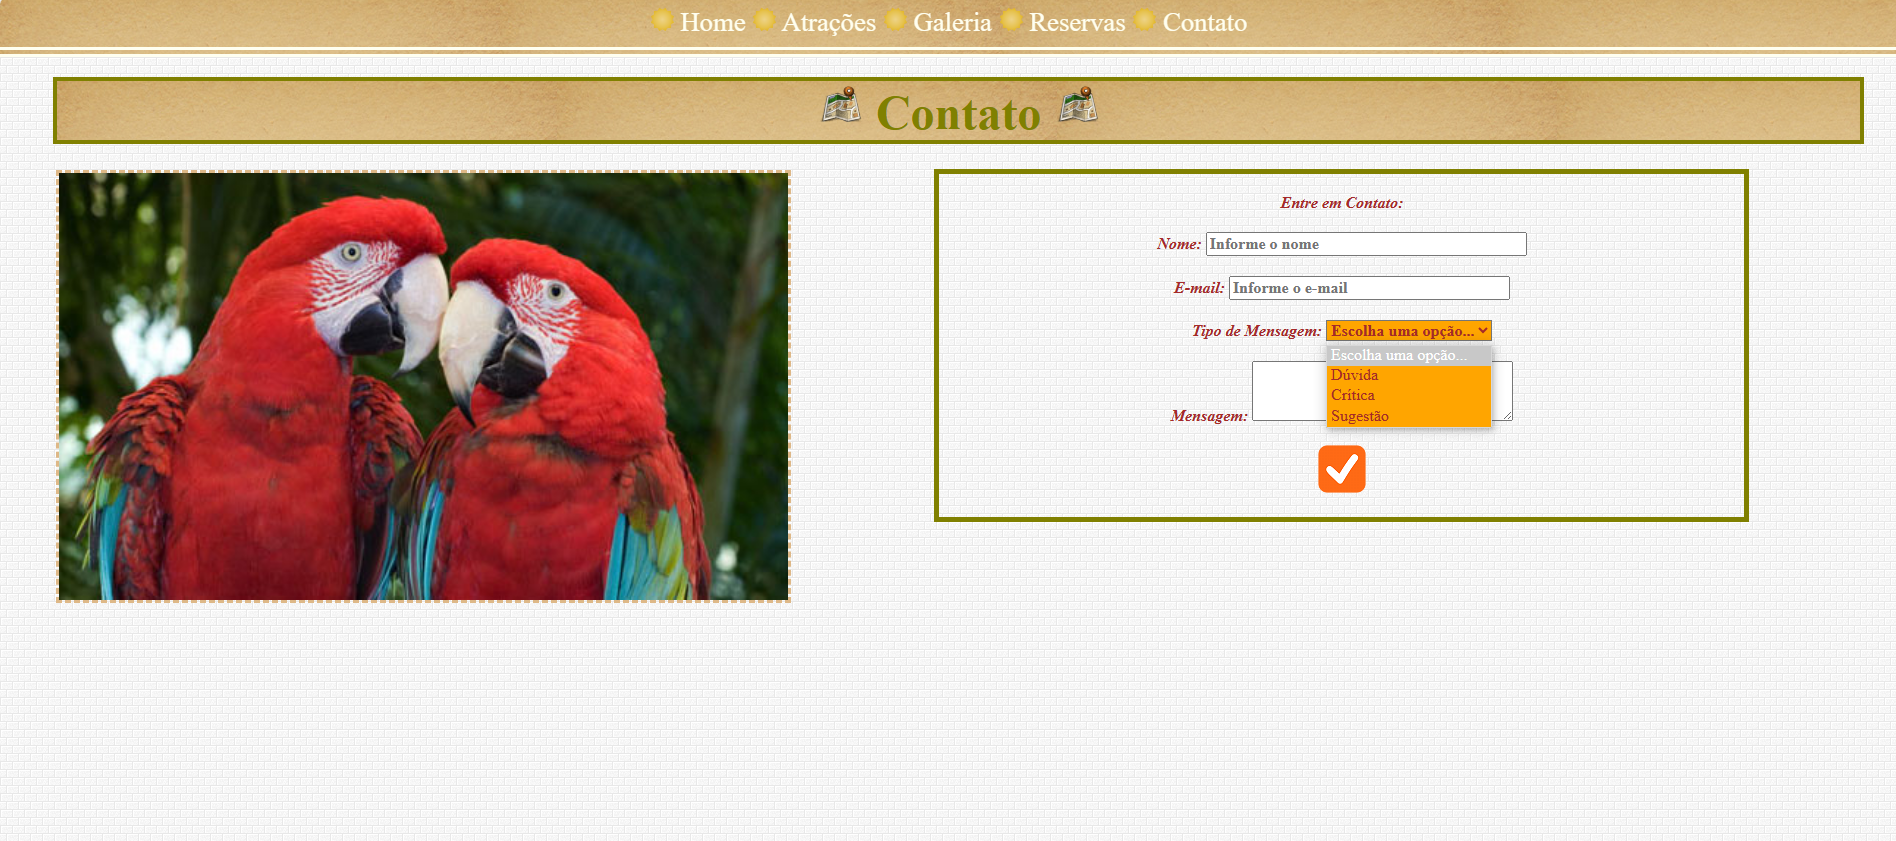 Home Atrações Galeria Reservas Contato
Contato
Entre em Contato:
Nome: Informe o nome
E-mail: Informe o e-mail
Tipo de Mensagem: Escolha uma opção...
Escolha uma opção...
Dúvida
Crítica
Sugestão
Mensagem: